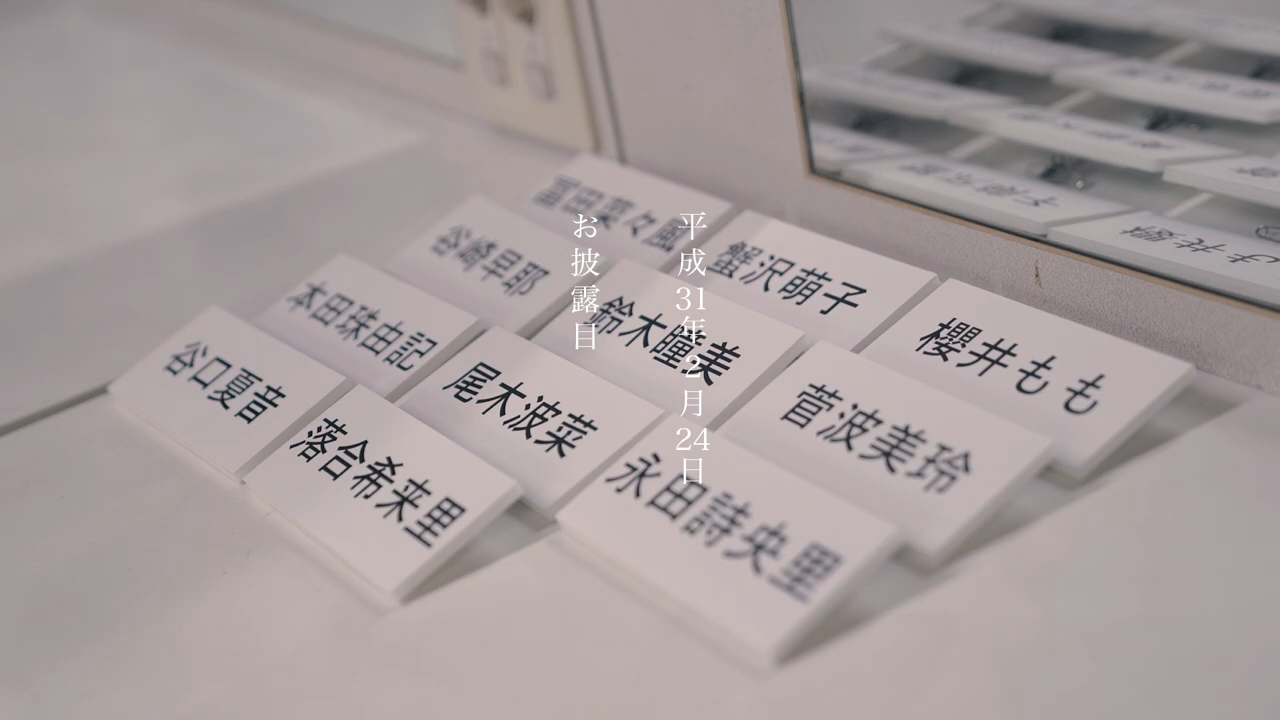 平成31年2月24日
お披露目
冨田菜々風
蟹沢萌子
櫻井もも
谷崎早耶
鈴木瞳美
菅波美玲
本田珠由記
尾木波菜
永田詩央里
谷口夏音
落合希来里